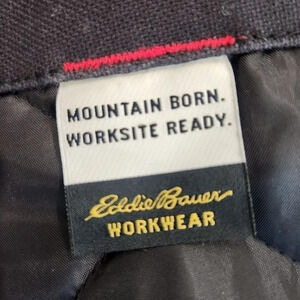 MOUNTAIN BORN.
WORKSITE READY.
Eddie Bauer
WORKWEAR